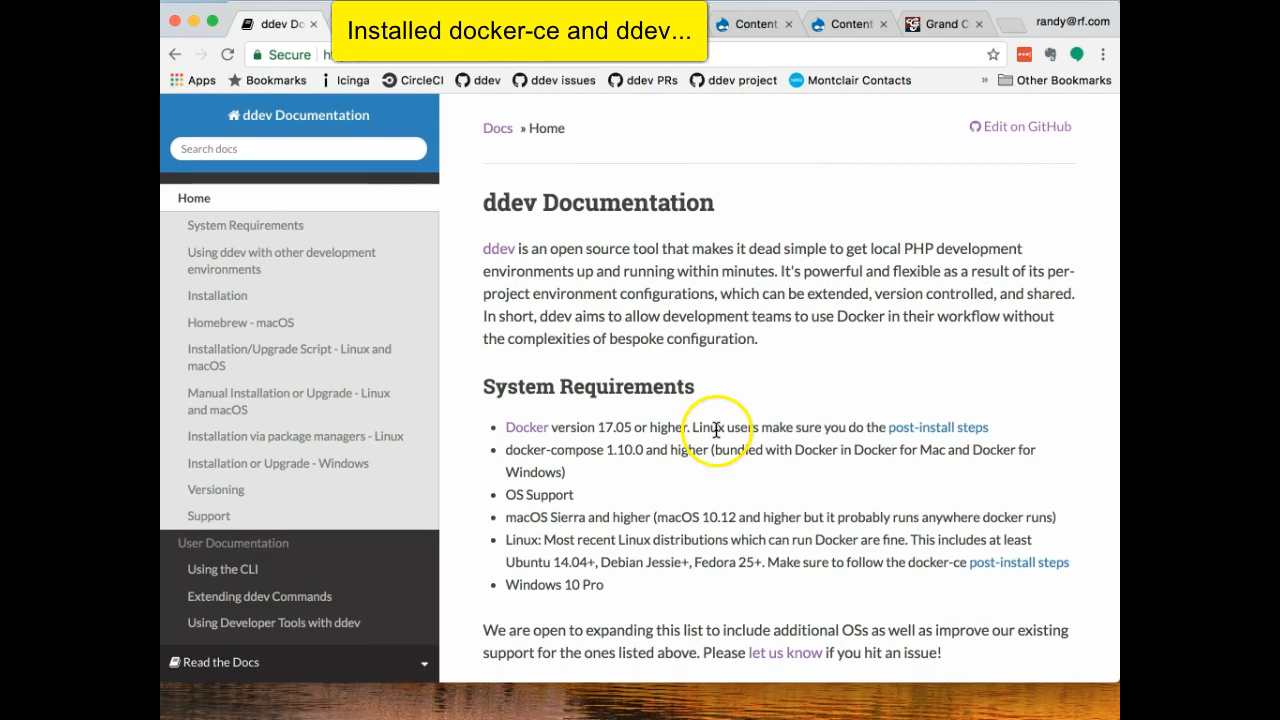 ddev Do
Installed docker-ce and ddev...
Content
Content
Grand C
randy@rf.com
Secure
Apps
Bookmarks
Icinga
CircleCI
ddev
ddev issues
ddev PRs
ddev project
Montclair Contacts
»
Other Bookmarks
ddev Documentation
Search docs
Home
System Requirements
Using ddev with other development
environments
Installation
Homebrew - macOS
Installation/Upgrade Script - Linux and
macOS
Manual Installation or Upgrade - Linux
and macOS
Installation via package managers - Linux
Installation or Upgrade - Windows
Versioning
Support
User Documentation
Using the CLI
Extending ddev Commands
Using Developer Tools with ddev
Read the Docs
Docs » Home
Edit on GitHub
ddev Documentation
ddev is an open source tool that makes it dead simple to get local PHP development
environments up and running within minutes. It's powerful and flexible as a result of its per-
project environment configurations, which can be extended, version controlled, and shared.
In short, ddev aims to allow development teams to use Docker in their workflow without
the complexities of bespoke configuration.
System Requirements
• Docker version 17.05 or higher. Linux users make sure you do the post-install steps
• docker-compose 1.10.0 and higher (bundled with Docker in Docker for Mac and Docker for
Windows)
• OS Support
• macOS Sierra and higher (macOS 10.12 and higher but it probably runs anywhere docker runs)
• Linux: Most recent Linux distributions which can run Docker are fine. This includes at least
Ubuntu 14.04+, Debian Jessie+, Fedora 25+. Make sure to follow the docker-ce post-install steps
• Windows 10 Pro
We are open to expanding this list to include additional OSs as well as improve our existing
support for the ones listed above. Please let us know if you hit an issue!